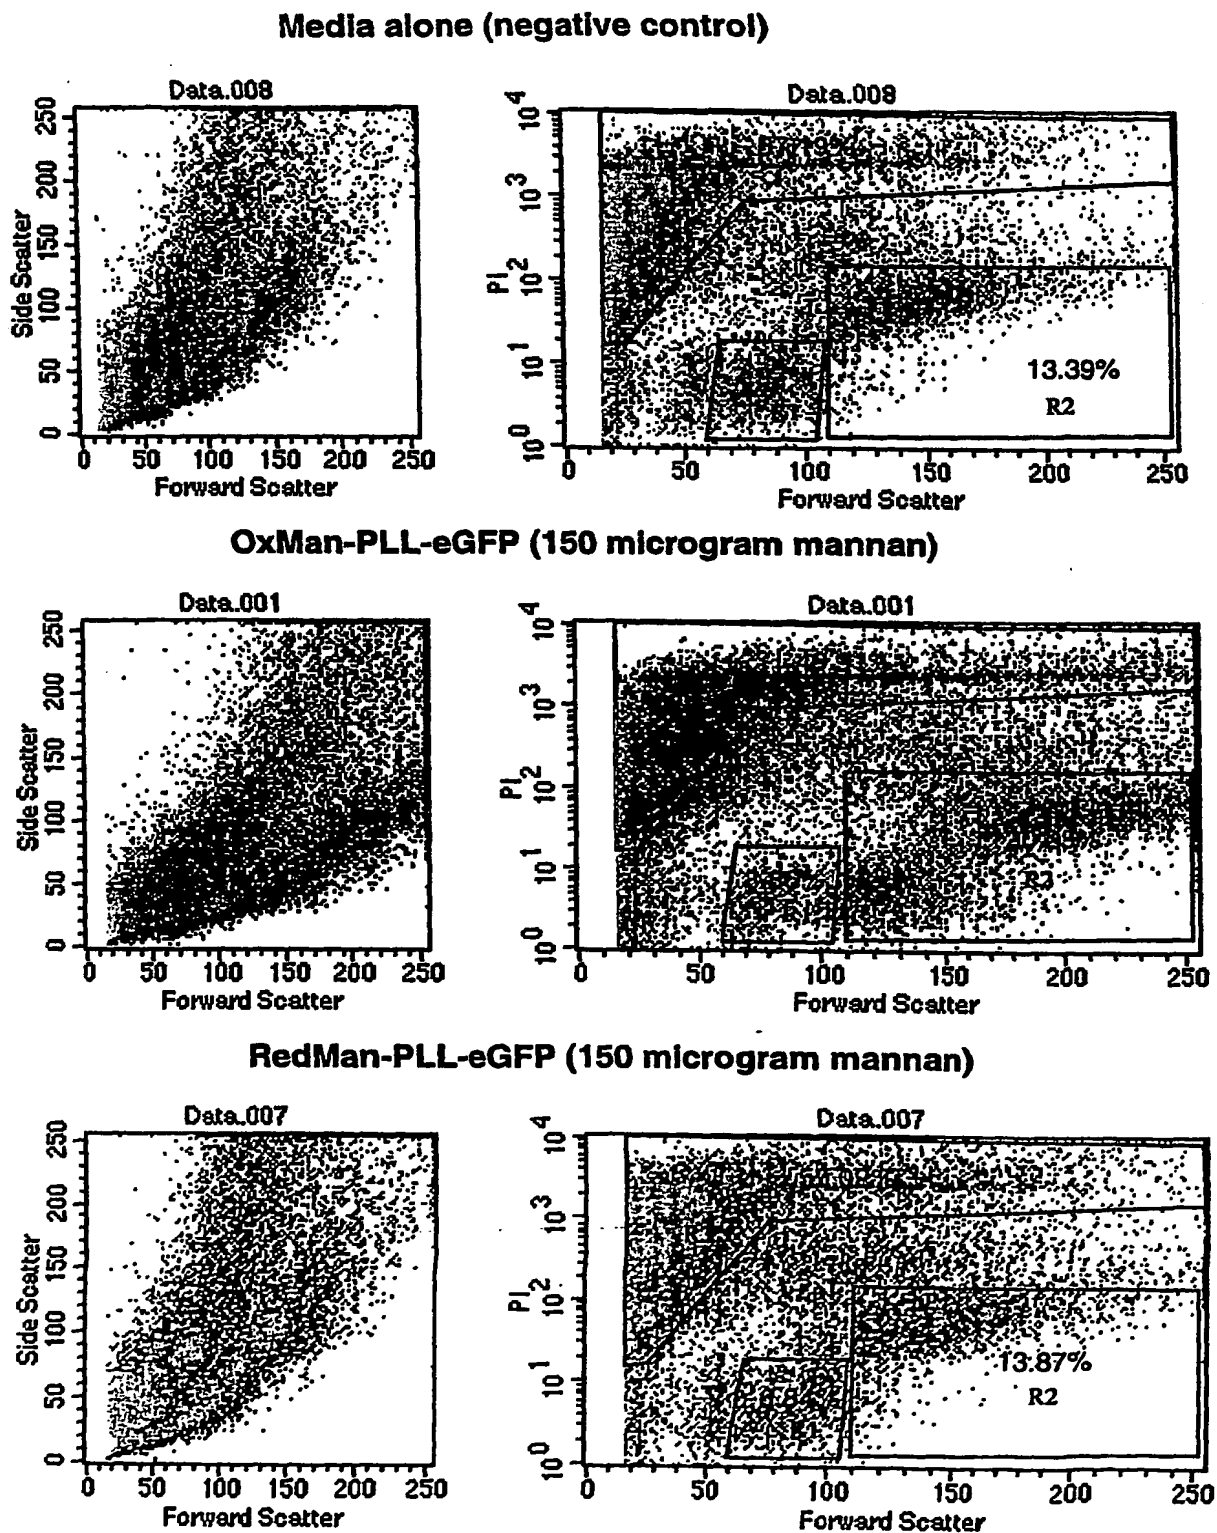 Media alone (negative control)
Data.008
Data.008
250
200
150
100
50
0
Side Scatter
0 50 100 150 200 250
Forward Scatter
10^4
10^3
10^2
10^1
10^0
PI
13.39%
R2
0 50 100 150 200 250
Forward Scatter
OxMan-PLL-eGFP (150 microgram mannan)
Data.001
Data.001
250
200
150
100
50
0
Side Scatter
0 50 100 150 200 250
Forward Scatter
10^4
10^3
10^2
10^1
10^0
PI
0 50 100 150 200 250
Forward Scatter
RedMan-PLL-eGFP (150 microgram mannan)
Data.007
Data.007
250
200
150
100
50
0
Side Scatter
0 50 100 150 200 250
Forward Scatter
10^4
10^3
10^2
10^1
10^0
PI
13.87%
R2
0 50 100 150 200 250
Forward Scatter